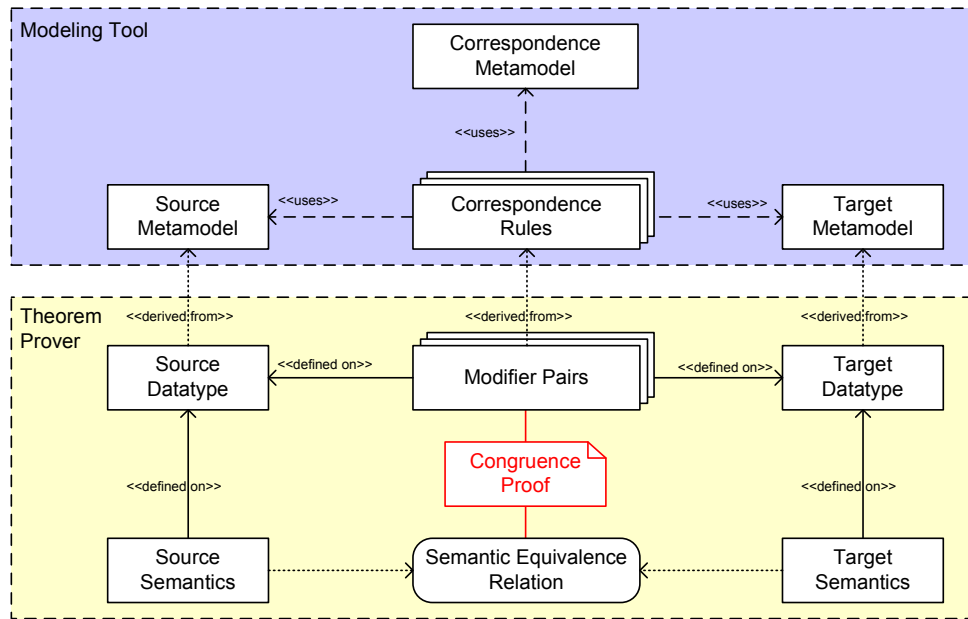 Modeling Tool
Correspondence
Metamodel
<<uses>>
Source
Metamodel
<<uses>>
Correspondence
Rules
<<uses>>
Target
Metamodel
Theorem
Prover
<<derived from>>
<<derived from>>
<<derived from>>
Source
Datatype
<<defined on>>
Modifier Pairs
<<defined on>>
Target
Datatype
<<defined on>>
Congruence
Proof
<<defined on>>
Source
Semantics
Semantic Equivalence
Relation
Target
Semantics